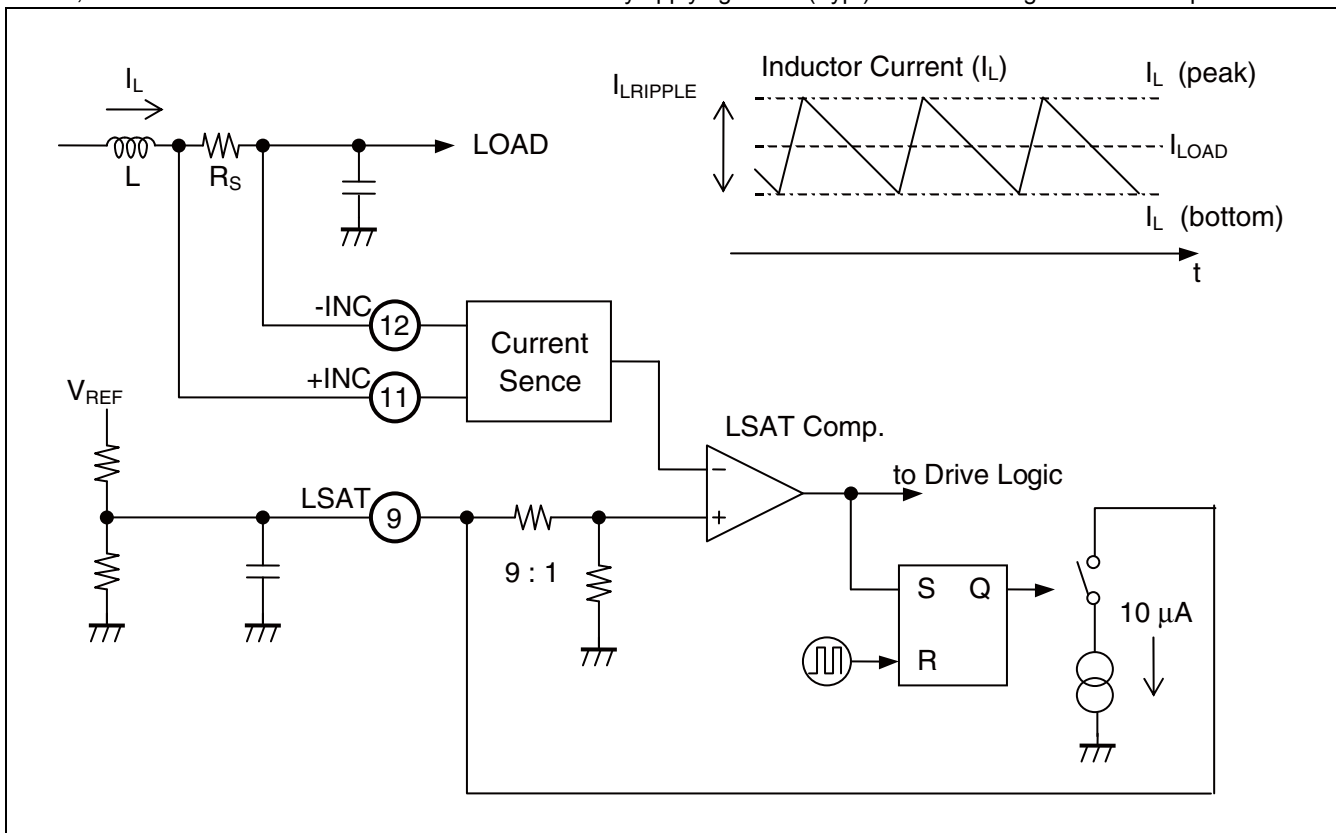 I_L
L
R_S
LOAD
I_LRIPPLE
Inductor Current (I_L)
I_L (peak)
I_LOAD
I_L (bottom)
t
-INC
12
+INC
11
Current
Sence
V_REF
LSAT
9
9 : 1
LSAT Comp.
−
+
to Drive Logic
S Q
R
10 μA